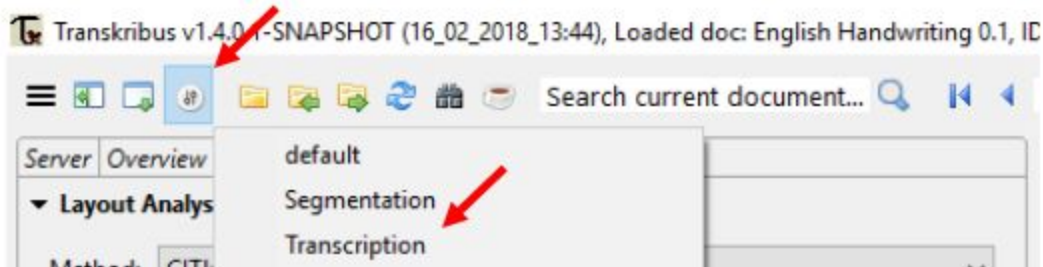 Transkribus v1.4.0.1-SNAPSHOT (16_02_2018_13:44), Loaded doc: English Handwriting 0.1, ID
Search current document...
Server Overview
default
Layout Analys
Segmentation
Transcription